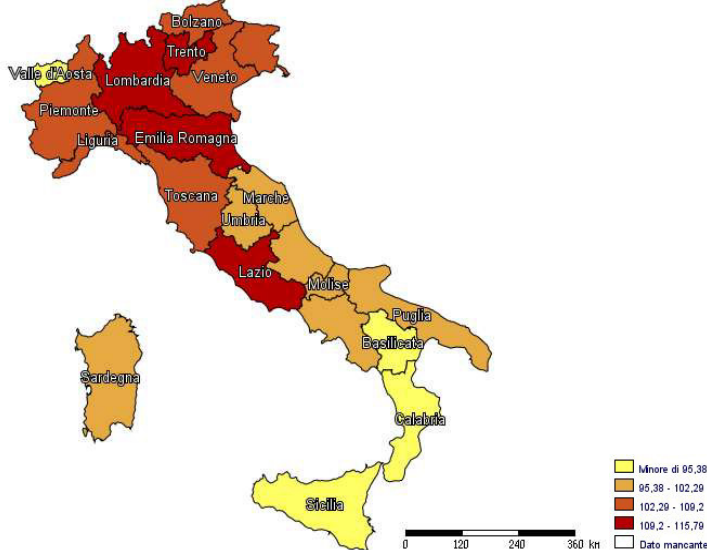 Bolzano
Trento
Valle d'Aosta
Lombardia
Veneto
Piemonte
Liguria
Emilia Romagna
Toscana
Marche
Umbria
Lazio
Molise
Puglia
Basilicata
Sardegna
Calabria
Sicilia
Minore di 95,38
95,38 - 102,29
102,29 - 109,2
109,2 - 115,79
Dato mancante
0 120 240 360 km